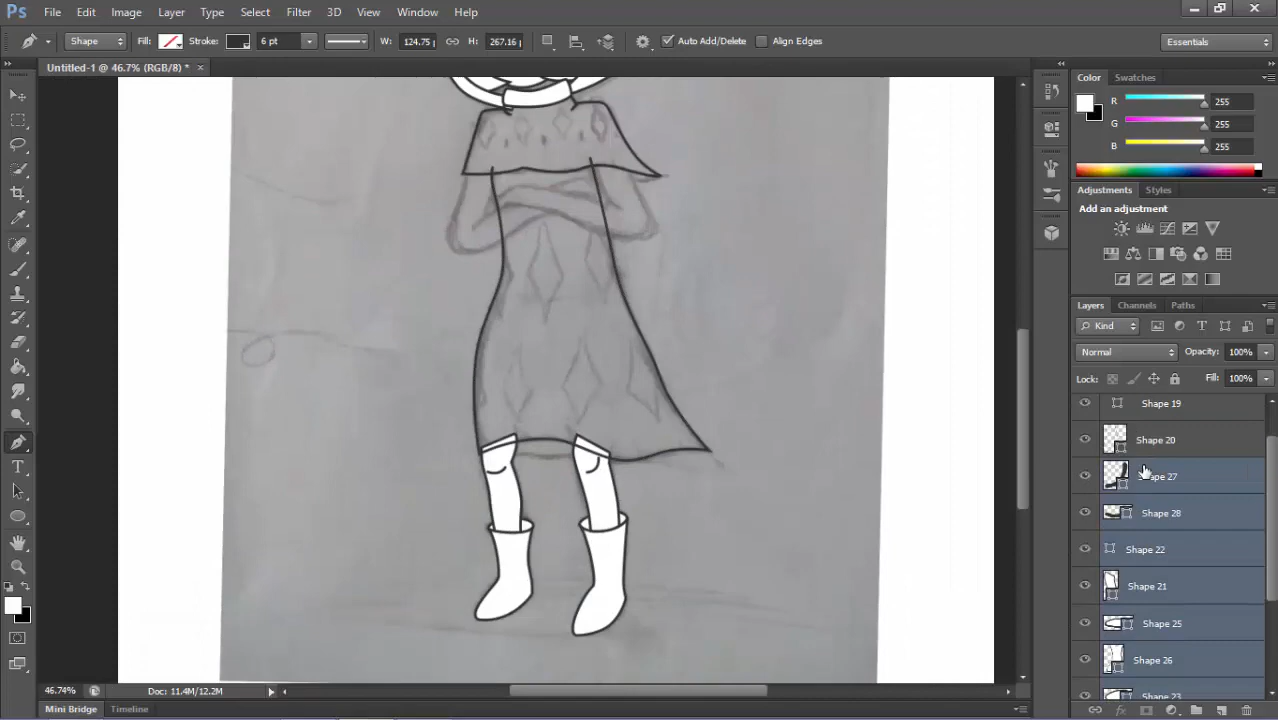 Ps File Edit Image Layer Type Select Filter 3D View Window Help
Shape Fill: Stroke: 6 pt W: 124.75 H: 267.16 Auto Add/Delete Align Edges Essentials
Untitled-1 @ 46.7% (RGB/8) *
Color Swatches
R 255
G 255
B 255
Adjustments Styles
Add an adjustment
Layers Channels Paths
Kind
Normal Opacity: 100%
Lock: Fill: 100%
Shape 19
Shape 20
Shape 27
Shape 28
Shape 22
Shape 21
Shape 25
Shape 26
Shape 23
46.74% Doc: 11.4M/12.2M
Mini Bridge Timeline